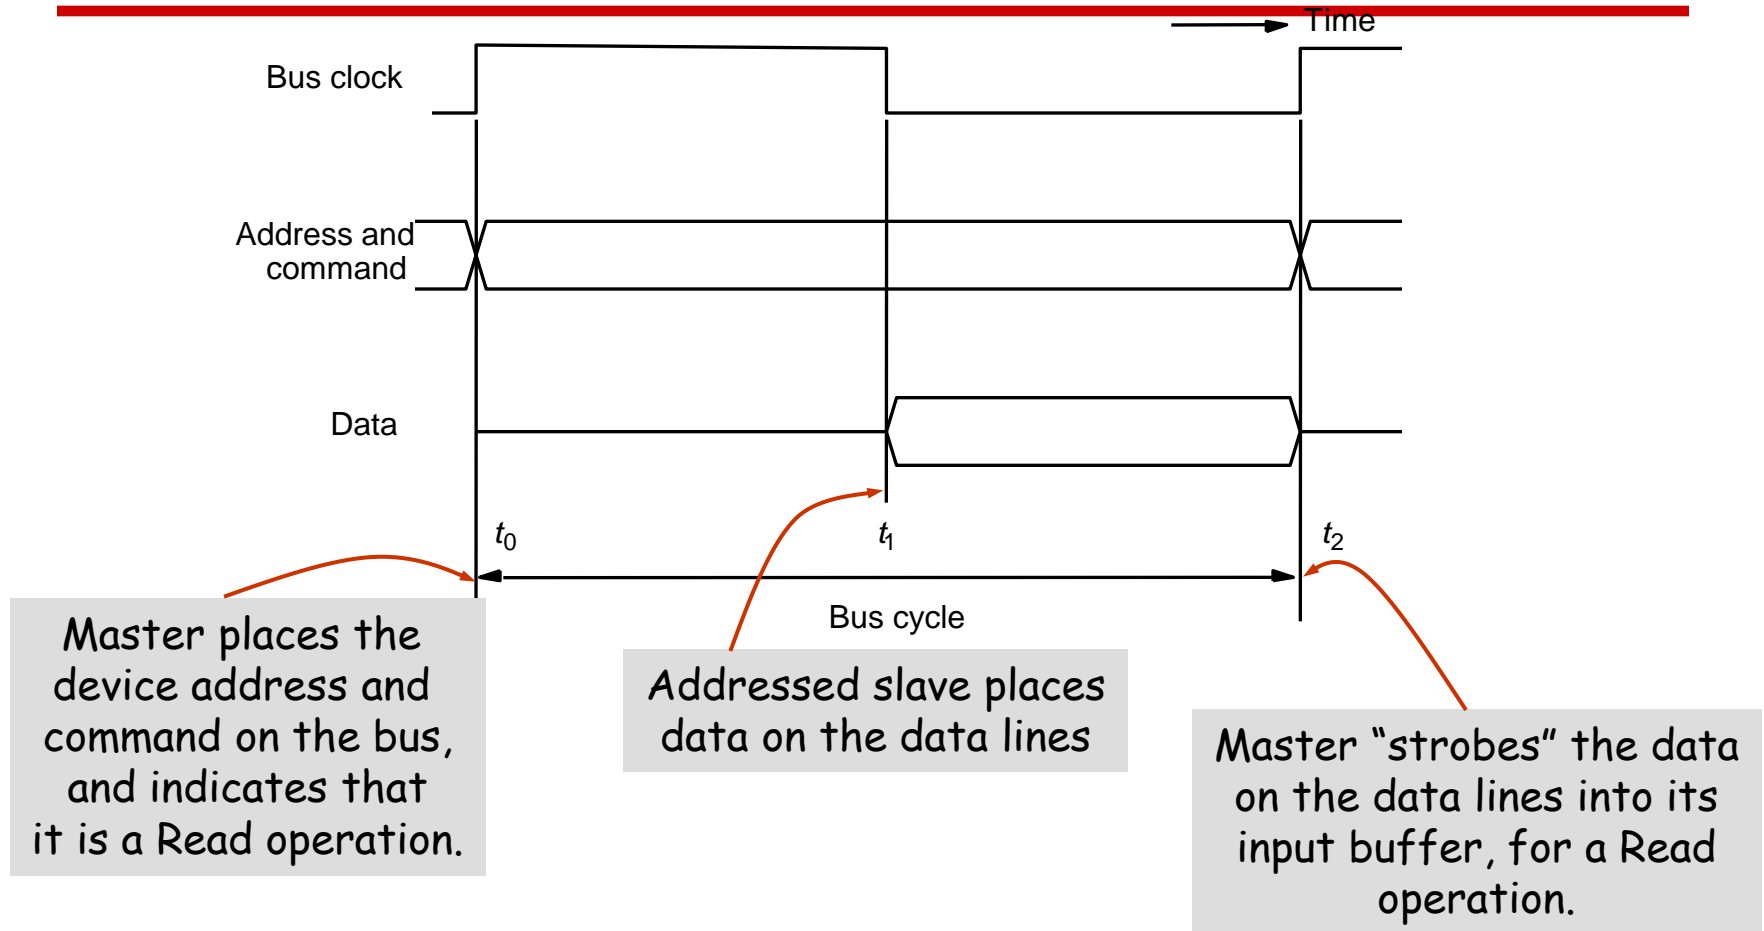 Time
Bus clock
Address and
command
Data
t0
t1
t2
Bus cycle
Master places the
device address and
command on the bus,
and indicates that
it is a Read operation.
Addressed slave places
data on the data lines
Master “strobes” the data
on the data lines into its
input buffer, for a Read
operation.